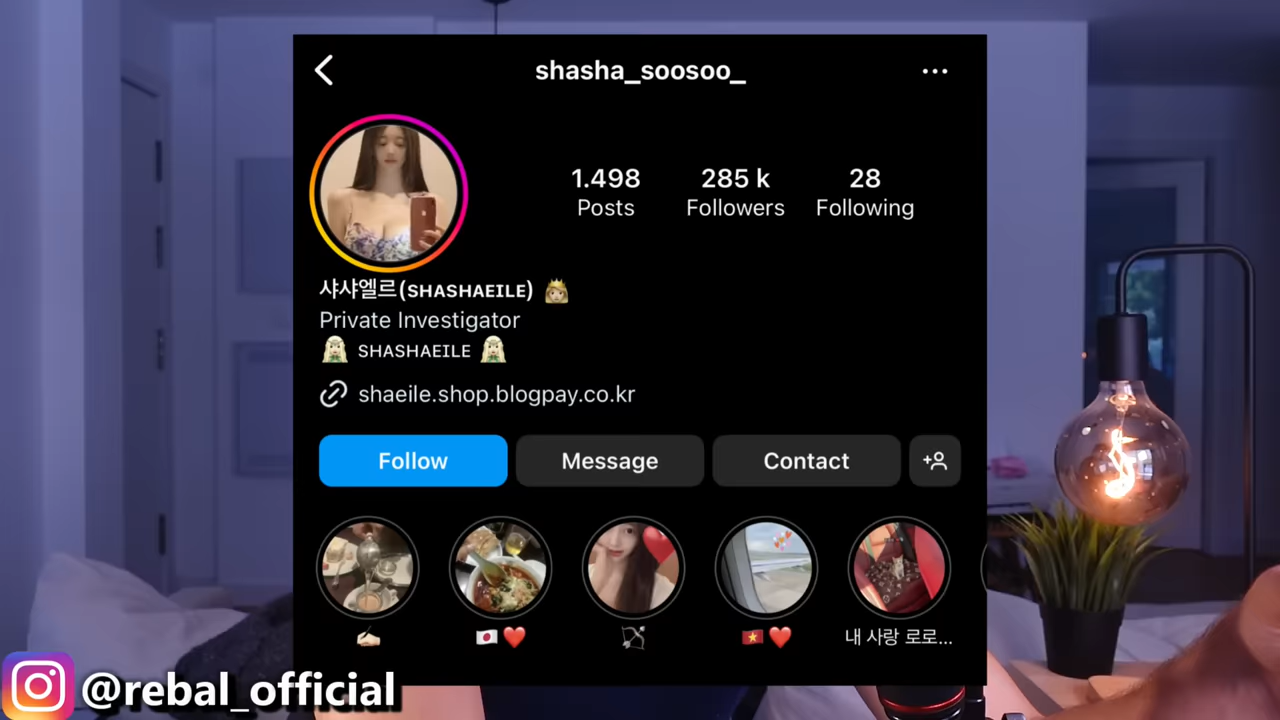 shasha_soosoo_
1.498 285 k 28
Posts Followers Following
샤샤엘르(SHASHAEILE)
Private Investigator
SHASHAEILE
shaeile.shop.blogpay.co.kr
Follow Message Contact
내 사랑 로로...
@rebal_official